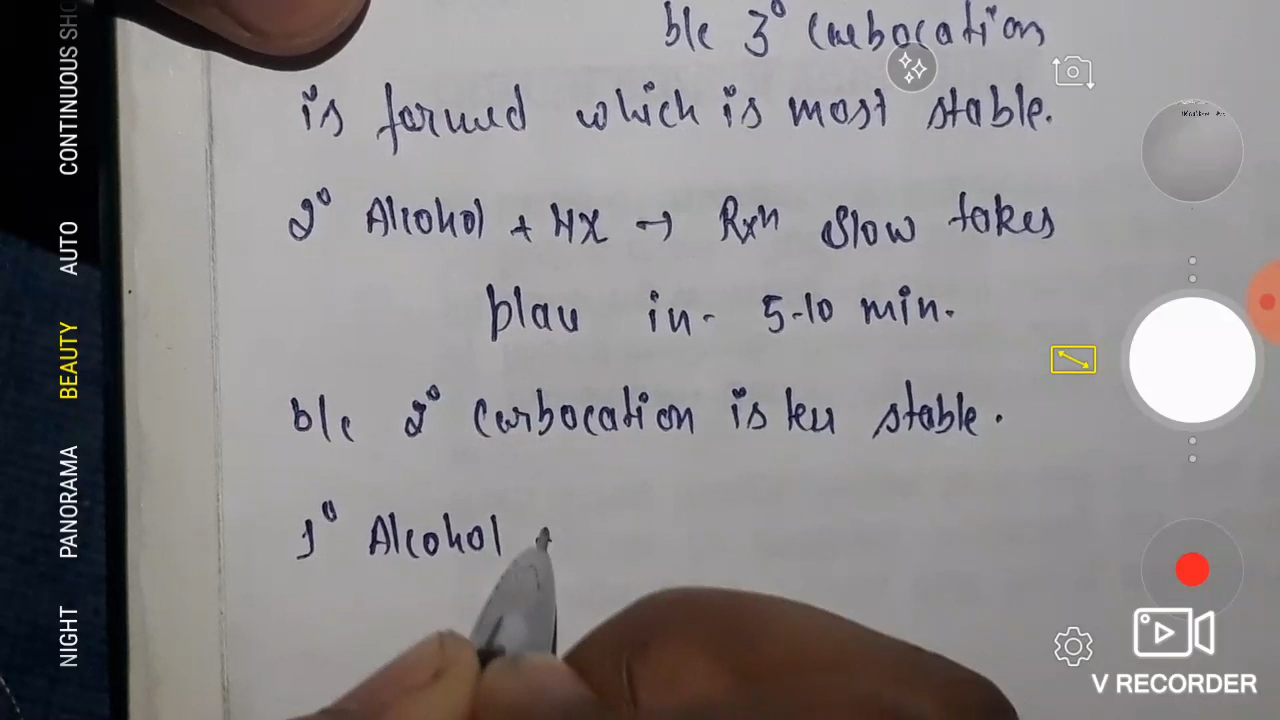 b/c 3° Carbocation
is formed which is most stable.
2° Alcohol + HX → Rxn slow takes
place in - 5-10 min.
b/c 2° Carbocation is less stable.
1° Alcohol
CONTINUOUS SHO
AUTO
BEAUTY
PANORAMA
NIGHT
V RECORDER